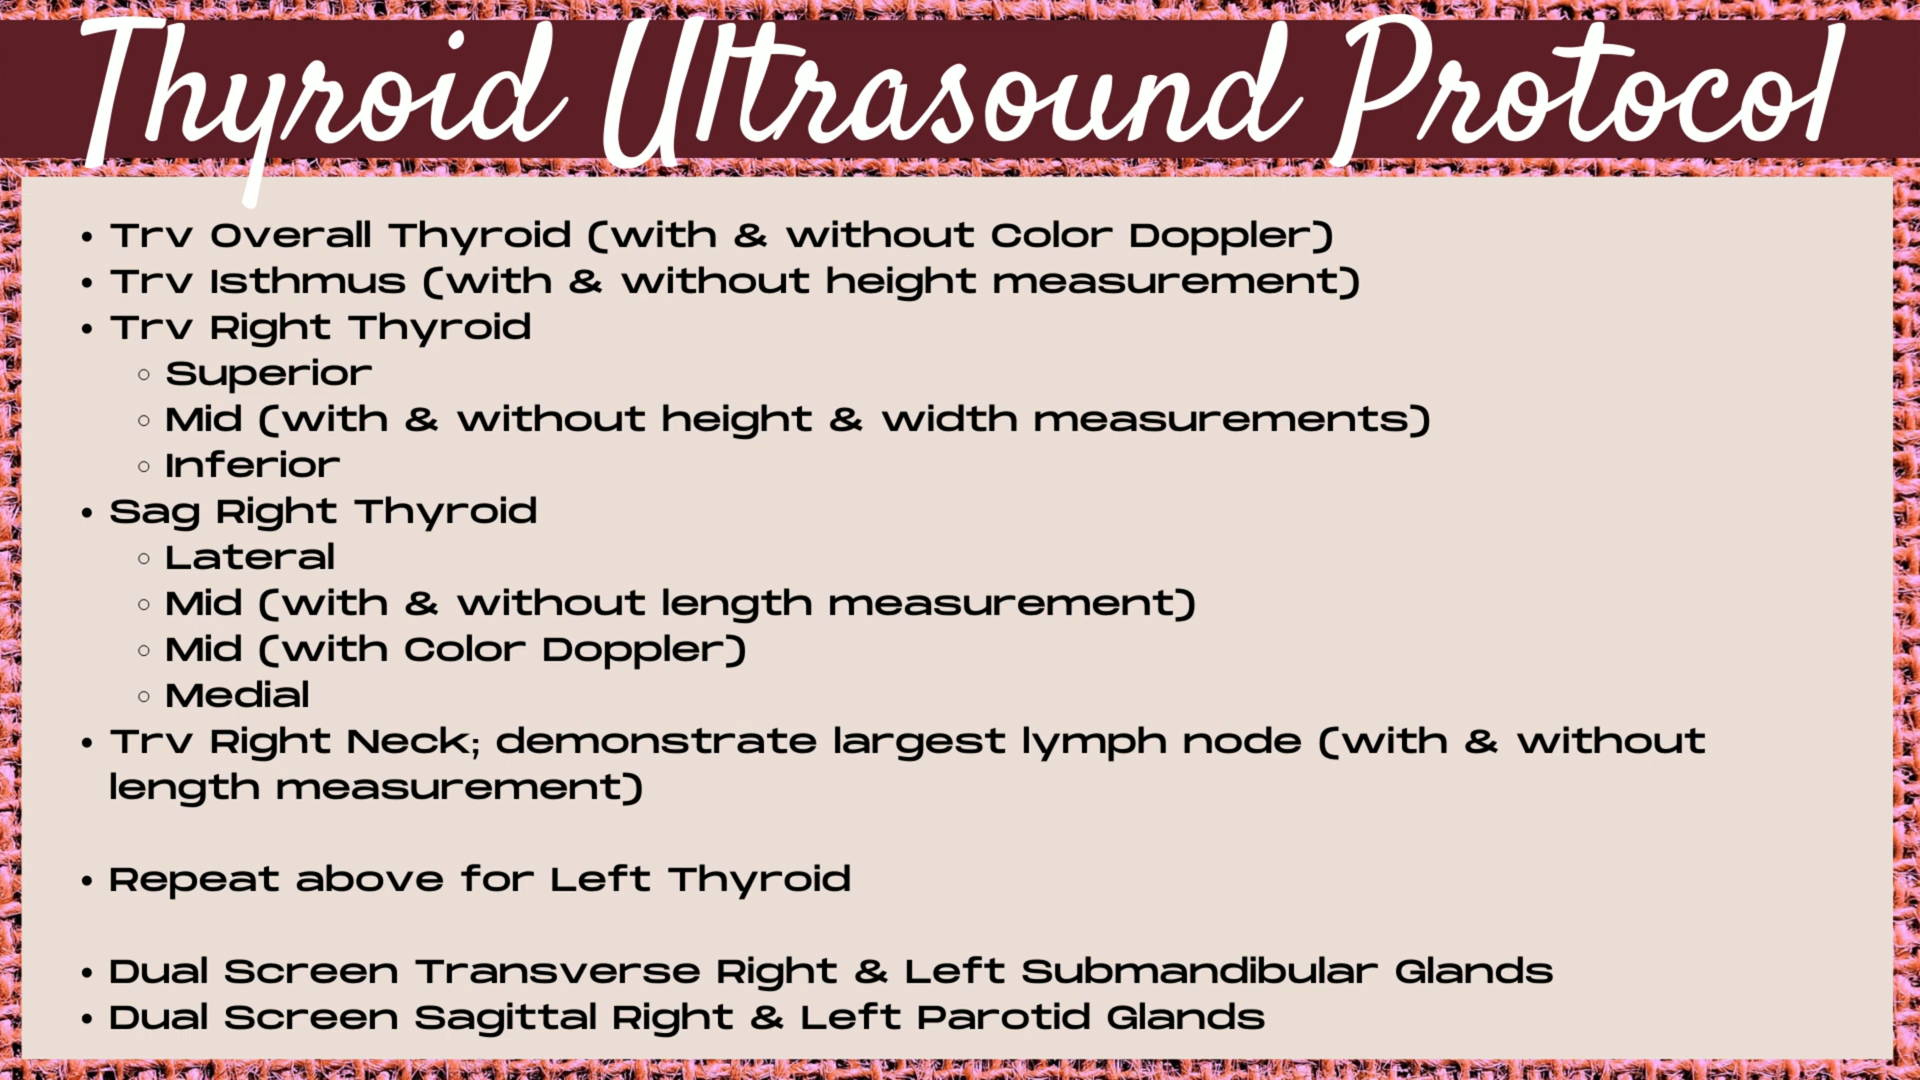 Thyroid Ultrasound Protocol
• Trv Overall Thyroid (with & without Color Doppler)
• Trv Isthmus (with & without height measurement)
• Trv Right Thyroid
◦ Superior
◦ Mid (with & without height & width measurements)
◦ Inferior
• Sag Right Thyroid
◦ Lateral
◦ Mid (with & without length measurement)
◦ Mid (with Color Doppler)
◦ Medial
• Trv Right Neck; demonstrate largest lymph node (with & without
length measurement)
• Repeat above for Left Thyroid
• Dual Screen Transverse Right & Left Submandibular Glands
• Dual Screen Sagittal Right & Left Parotid Glands